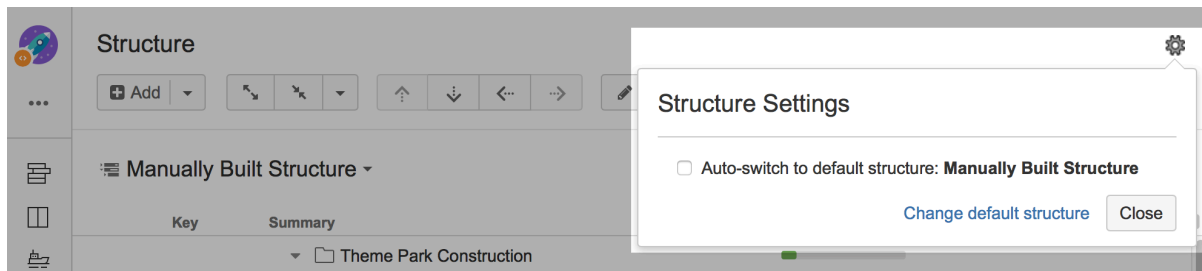 Structure
Add
Structure Settings
Manually Built Structure
Auto-switch to default structure: Manually Built Structure
Change default structure Close
Key Summary
Theme Park Construction